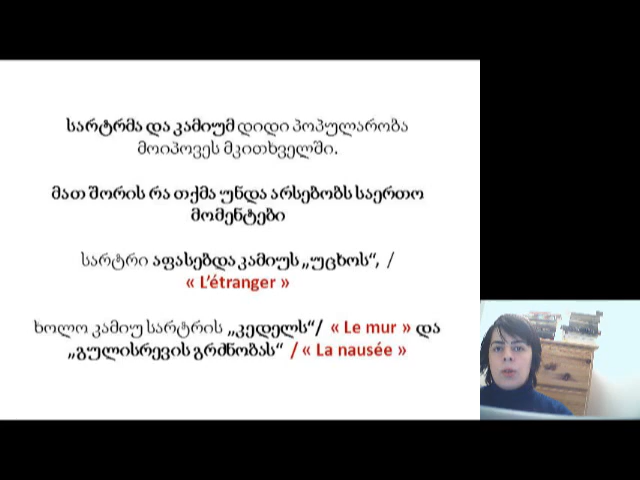 სარტრმა და კამიუმ დიდი პოპულარობა
მოიპოვეს მკითხველში.
მათ შორის რა თქმა უნდა არსებობს საერთო
მომენტები
სარტრი აფასებდა კამიუს „უცხოს“, /
« L’étranger »
ხოლო კამიუ სარტრის „კედელს“/ « Le mur » და
„გულისრევის გრძნობას“ / « La nausée »